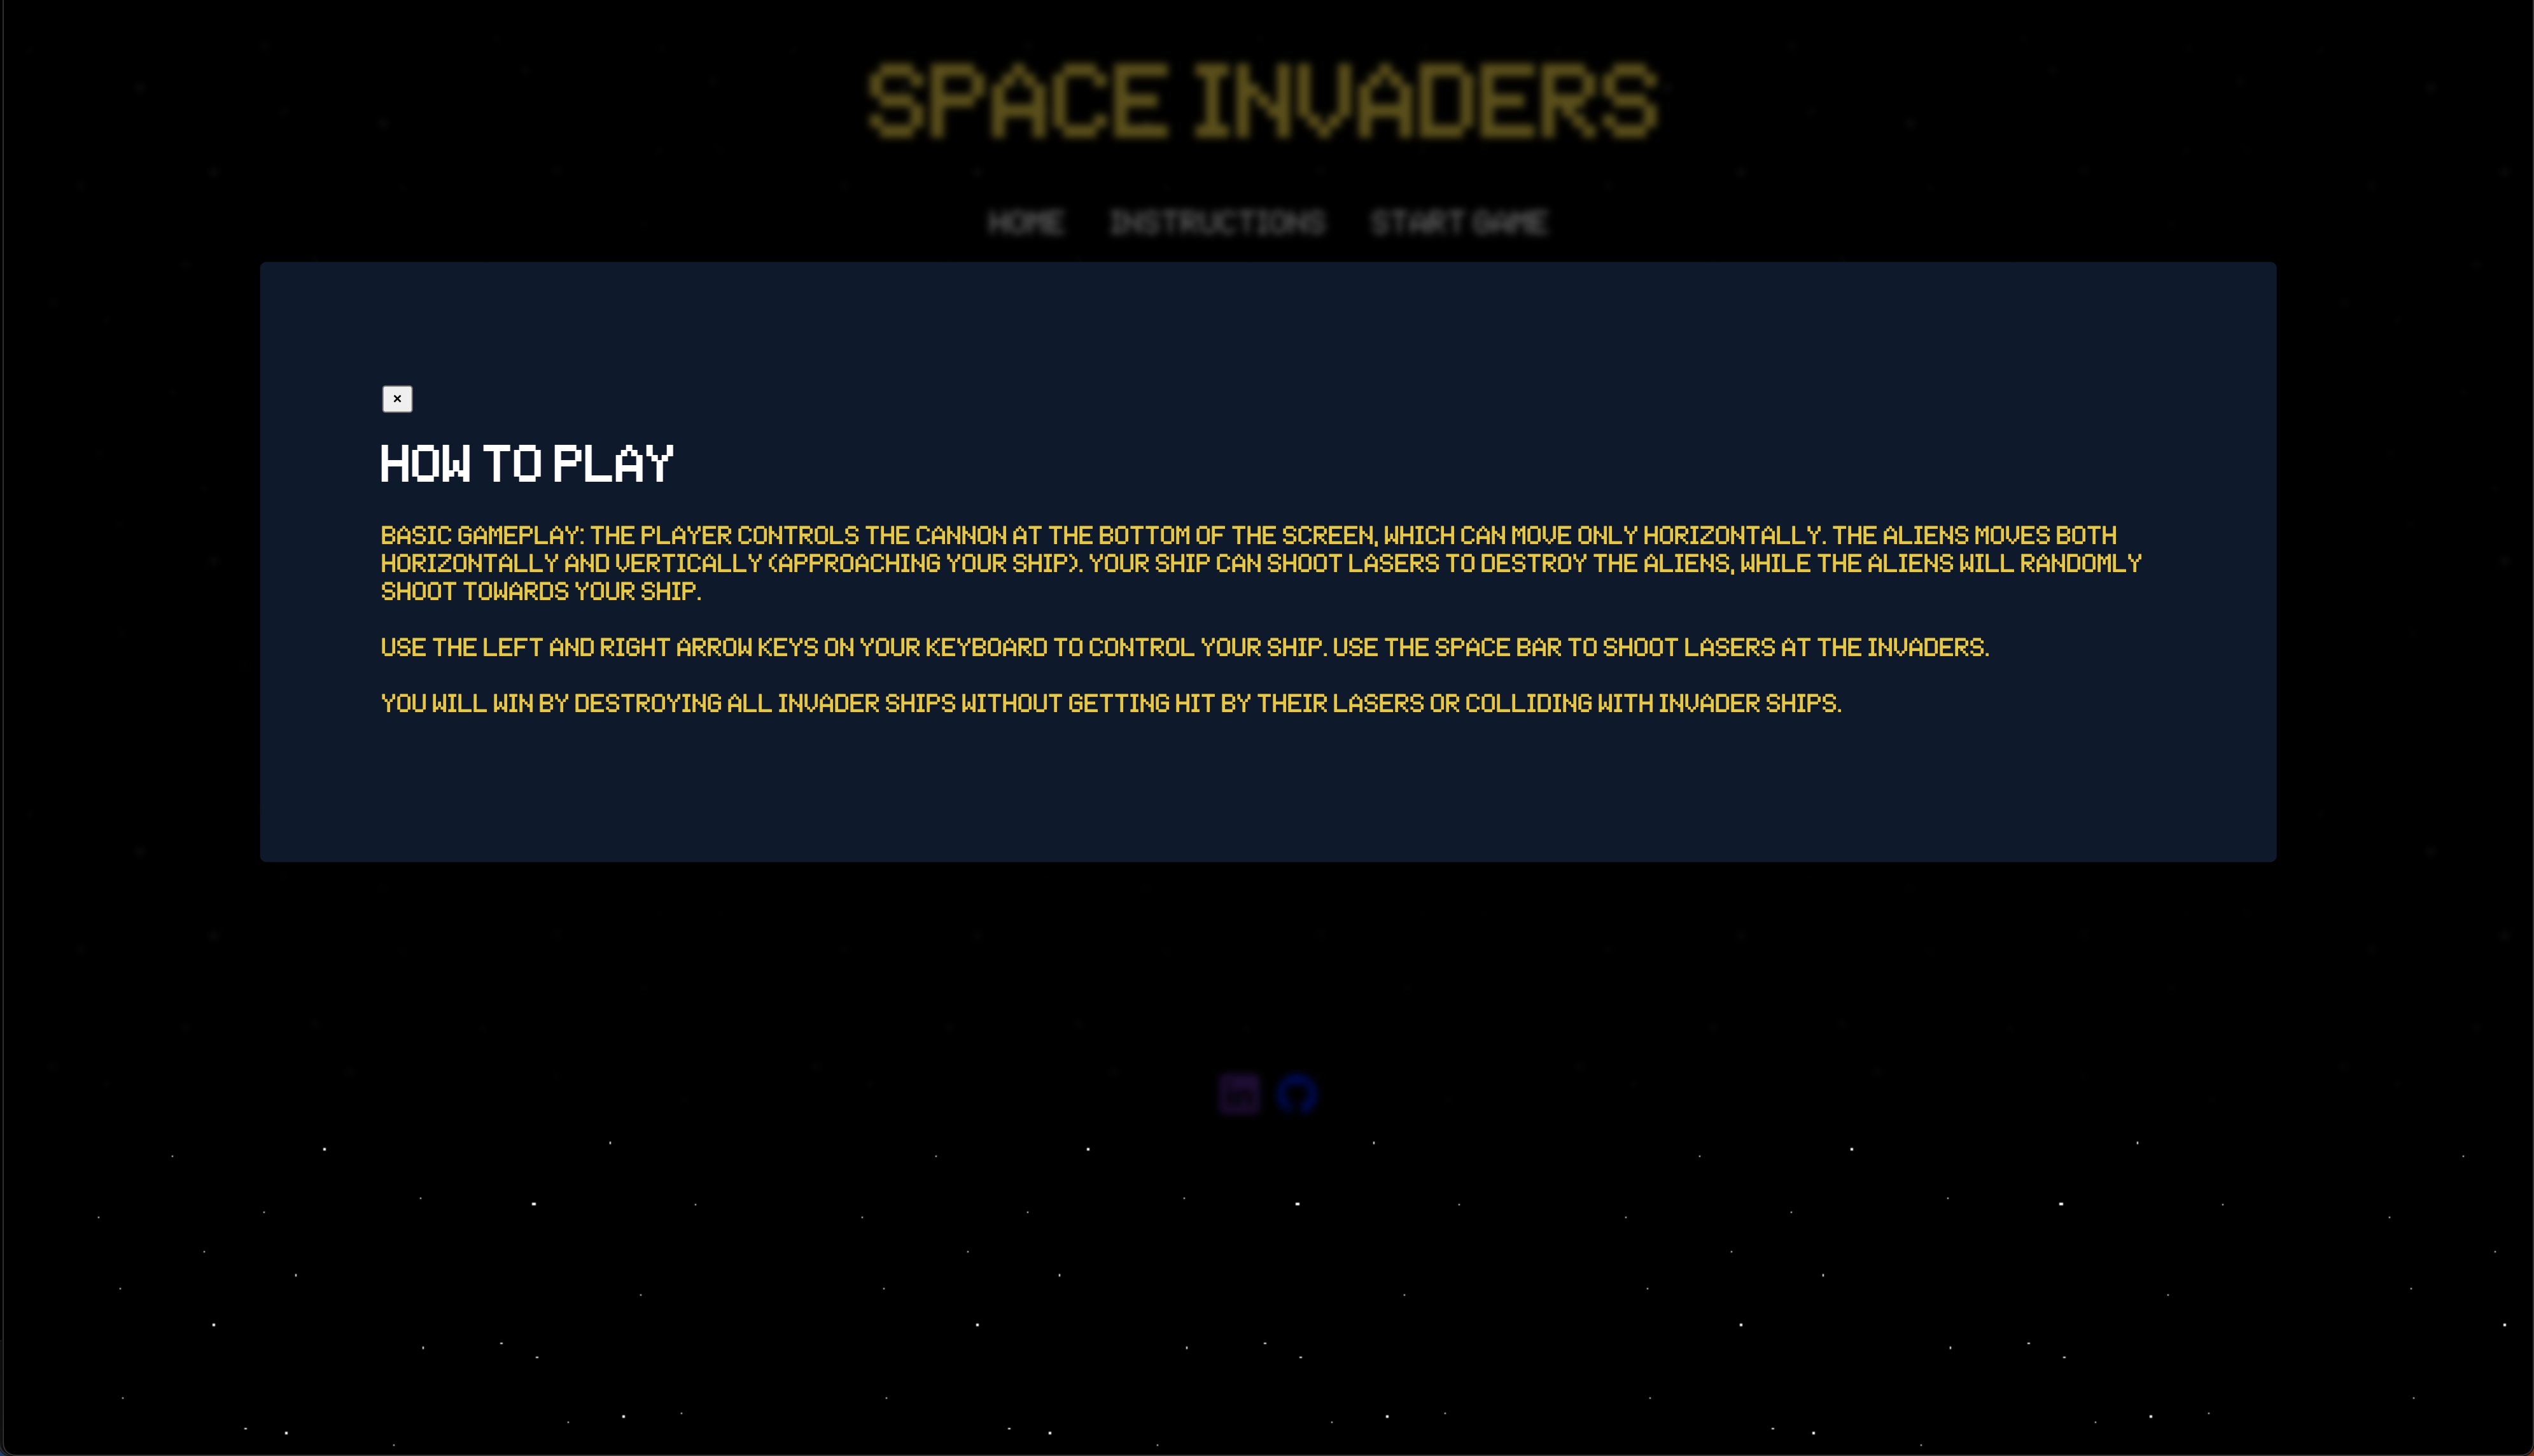 SPACE INVADERS
HOME INSTRUCTIONS START GAME
×
HOW TO PLAY
BASIC GAMEPLAY: THE PLAYER CONTROLS THE CANNON AT THE BOTTOM OF THE SCREEN, WHICH CAN MOVE ONLY HORIZONTALLY. THE ALIENS MOVES BOTH
HORIZONTALLY AND VERTICALLY (APPROACHING YOUR SHIP). YOUR SHIP CAN SHOOT LASERS TO DESTROY THE ALIENS, WHILE THE ALIENS WILL RANDOMLY
SHOOT TOWARDS YOUR SHIP.
USE THE LEFT AND RIGHT ARROW KEYS ON YOUR KEYBOARD TO CONTROL YOUR SHIP. USE THE SPACE BAR TO SHOOT LASERS AT THE INVADERS.
YOU WILL WIN BY DESTROYING ALL INVADER SHIPS WITHOUT GETTING HIT BY THEIR LASERS OR COLLIDING WITH INVADER SHIPS.